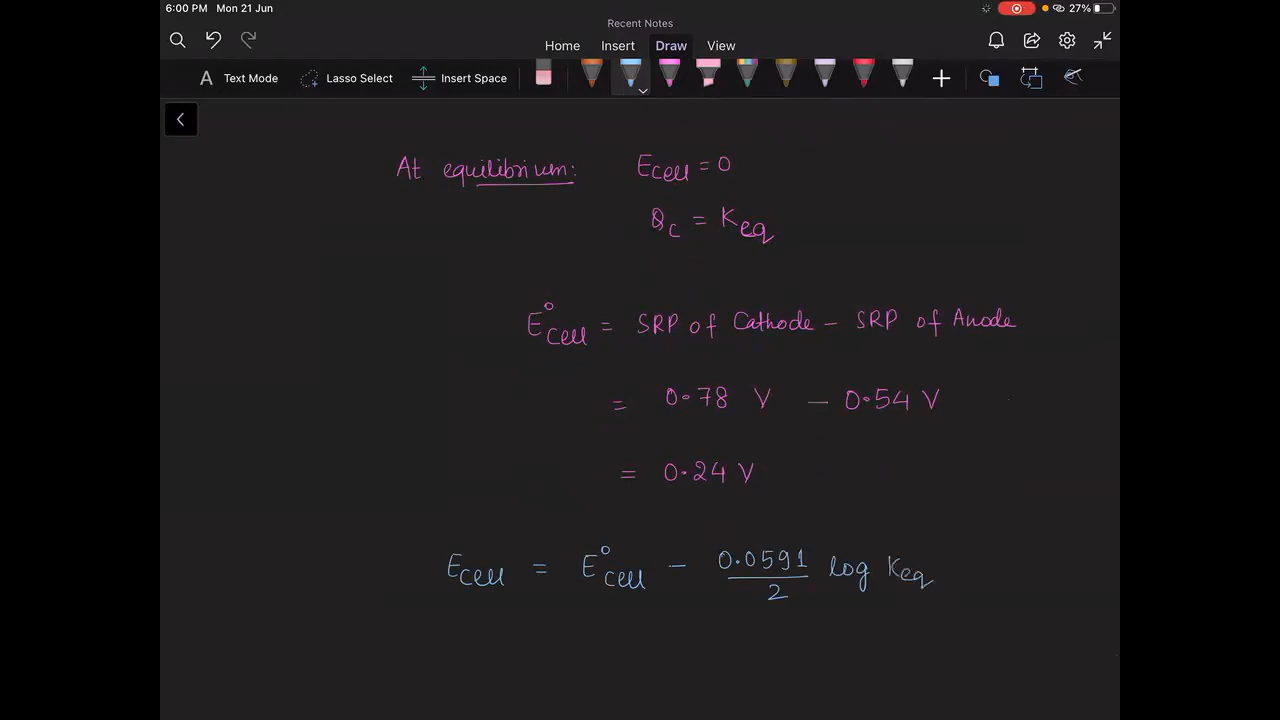 6:00 PM Mon 21 Jun 27%
Recent Notes
Home Insert Draw View
A Text Mode Lasso Select Insert Space
At equilibrium: Ecell = 0
Qc = Keq
E°cell = SRP of Cathode - SRP of Anode
= 0.78 V - 0.54 V
= 0.24 V
Ecell = E°cell - 0.0591/2 log Keq